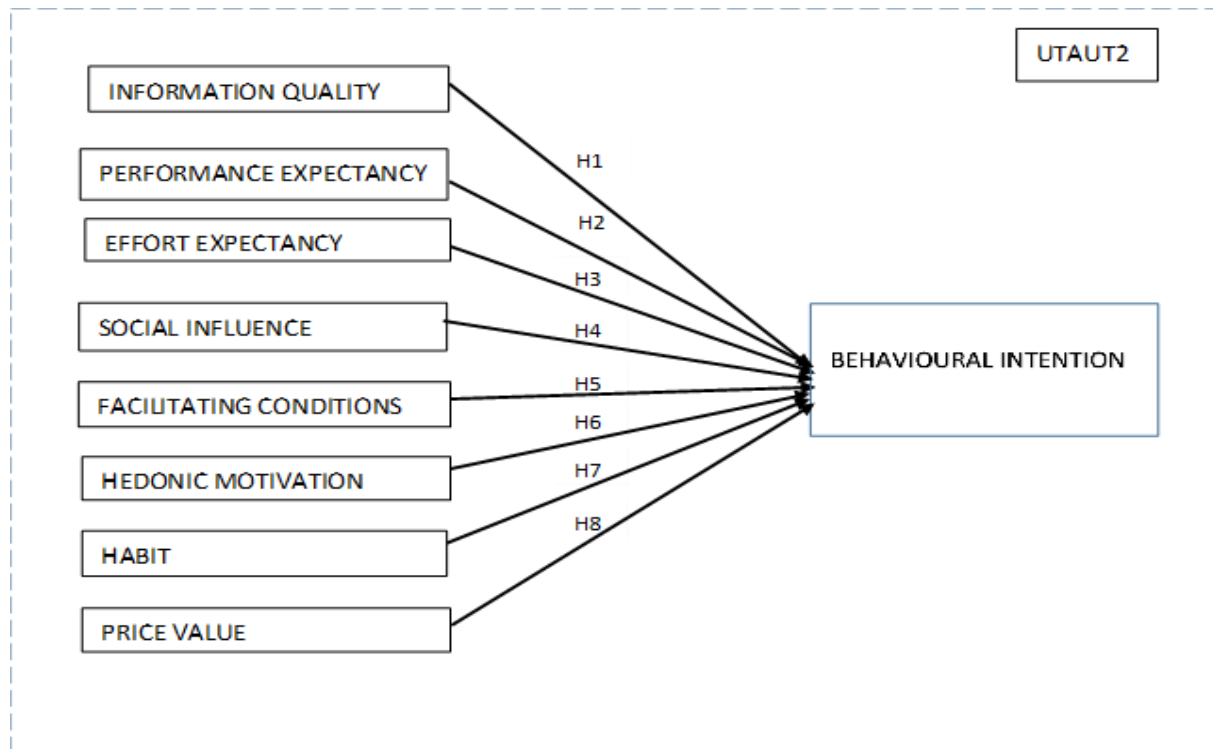 UTAUT2
INFORMATION QUALITY
H1
PERFORMANCE EXPECTANCY
H2
EFFORT EXPECTANCY
H3
SOCIAL INFLUENCE
H4
BEHAVIOURAL INTENTION
H5
FACILITATING CONDITIONS
H6
HEDONIC MOTIVATION
H7
HABIT
H8
PRICE VALUE